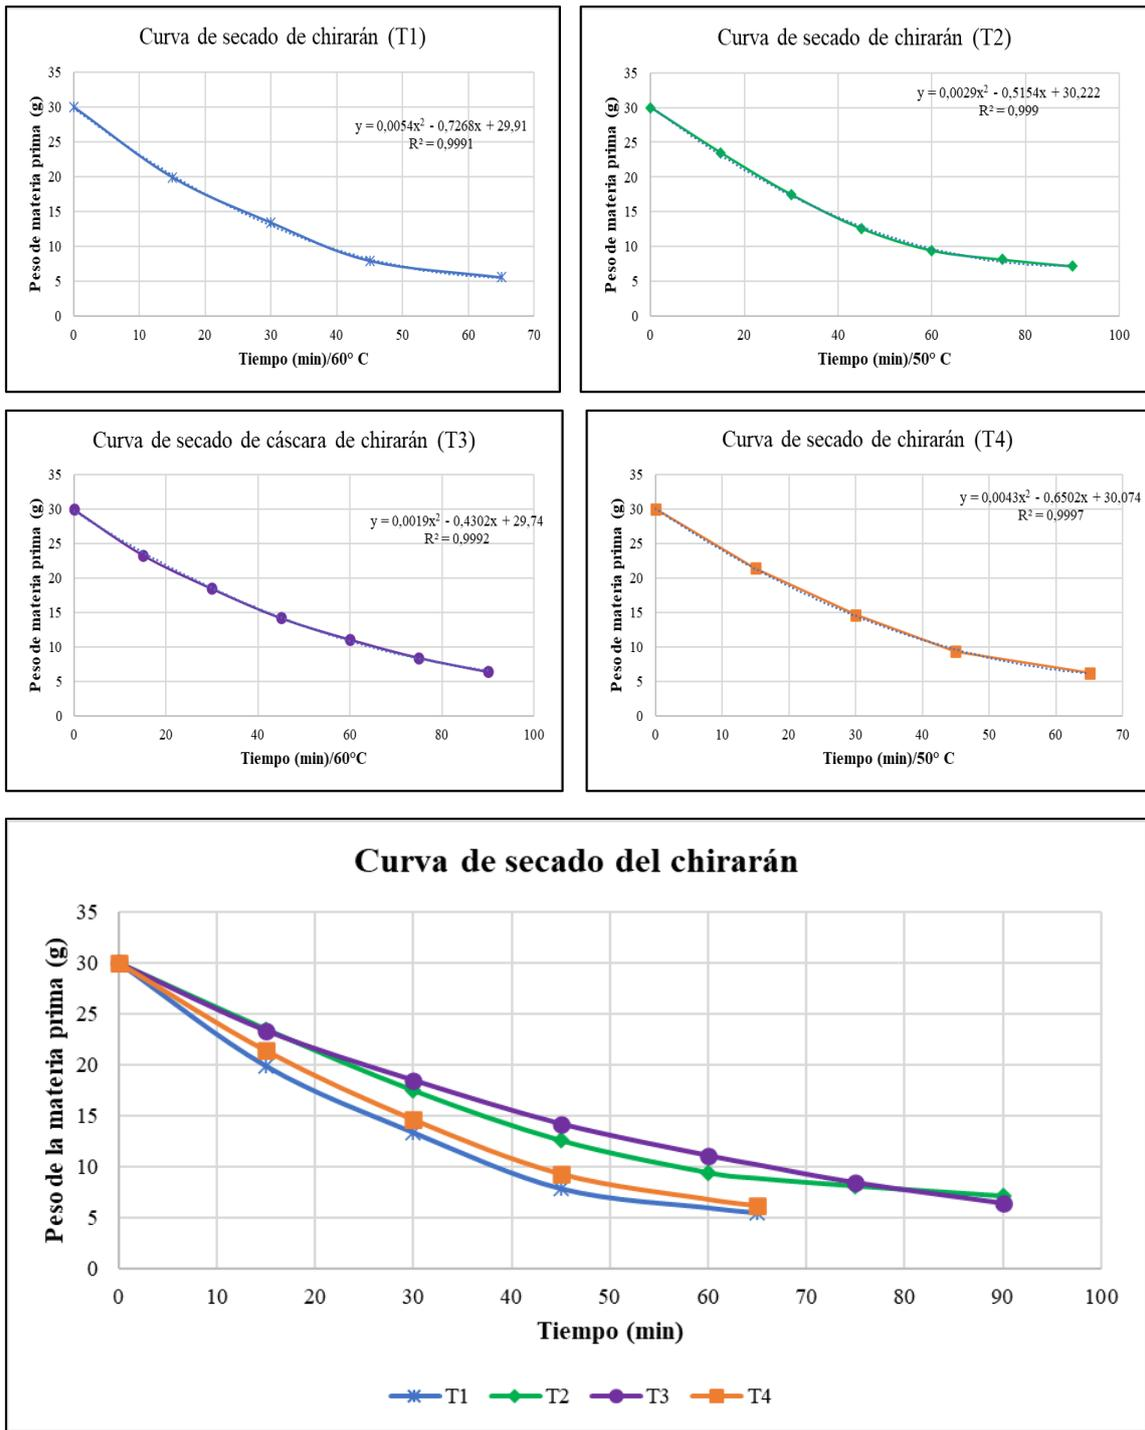 Curva de secado de chirarán (T1)
Peso de materia prima (g)
35
30
25
20
15
10
5
0
y = 0,0054x² - 0,7268x + 29,91
R² = 0,9991
0 10 20 30 40 50 60 70
Tiempo (min)/60° C
Curva de secado de chirarán (T2)
Peso de materia prima (g)
35
30
25
20
15
10
5
0
y = 0,0029x² - 0,5154x + 30,222
R² = 0,999
0 20 40 60 80 100
Tiempo (min)/50° C
Curva de secado de cáscara de chirarán (T3)
Peso de materia prima (g)
35
30
25
20
15
10
5
0
y = 0,0019x² - 0,4302x + 29,74
R² = 0,9992
0 20 40 60 80 100
Tiempo (min)/60°C
Curva de secado de chirarán (T4)
Peso de materia prima (g)
35
30
25
20
15
10
5
0
y = 0,0043x² - 0,6502x + 30,074
R² = 0,9997
0 10 20 30 40 50 60 70
Tiempo (min)/50° C
Curva de secado del chirarán
Peso de la materia prima (g)
35
30
25
20
15
10
5
0
0 10 20 30 40 50 60 70 80 90 100
Tiempo (min)
T1 T2 T3 T4